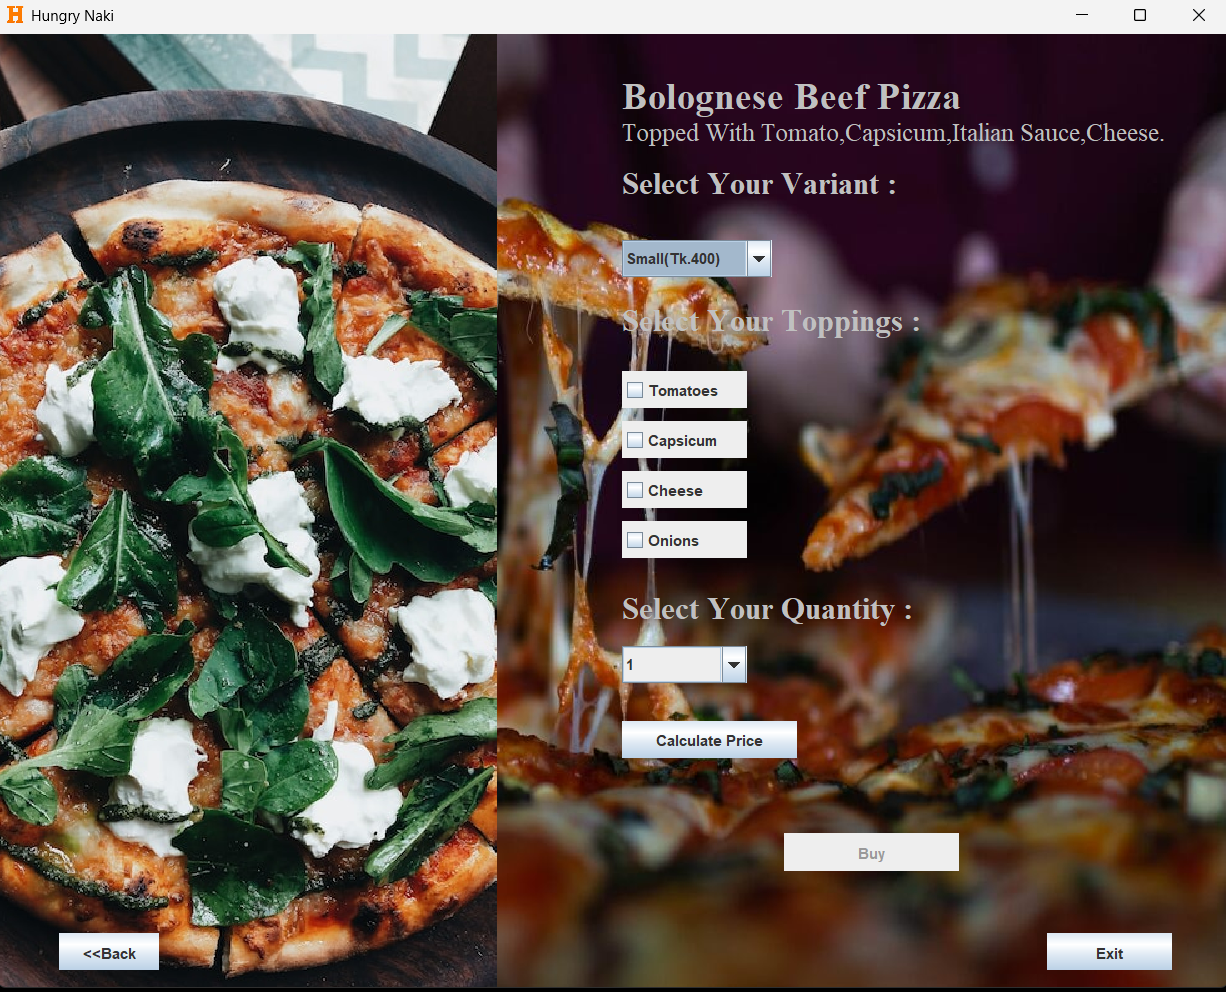 H Hungry Naki
Bolognese Beef Pizza
Topped With Tomato,Capsicum,Italian Sauce,Cheese.
Select Your Variant :
Small(Tk.400)
Select Your Toppings :
Tomatoes
Capsicum
Cheese
Onions
Select Your Quantity :
1
Calculate Price
Buy
<<Back
Exit